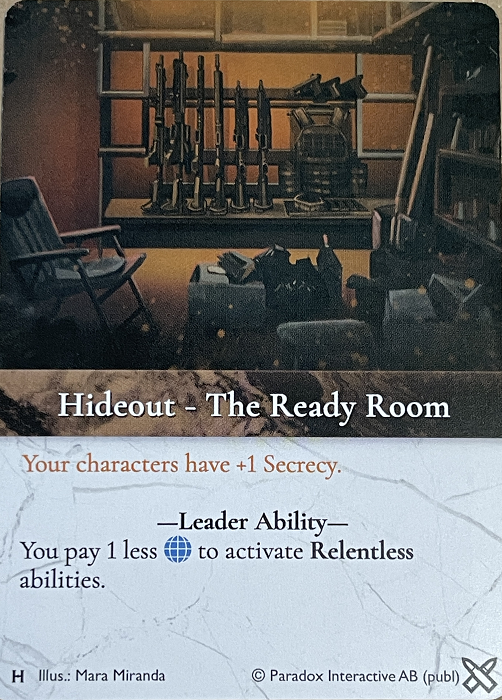 Hideout - The Ready Room
Your characters have +1 Secrecy.
—Leader Ability—
You pay 1 less to activate Relentless
abilities.
H Illus.: Mara Miranda © Paradox Interactive AB (publ)